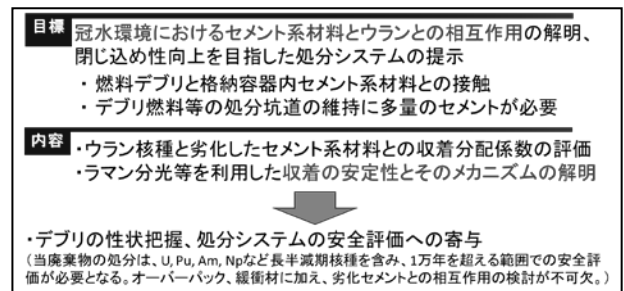 目標 冠水環境におけるセメント系材料とウランとの相互作用の解明、
閉じ込め性向上を目指した処分システムの提示
・ 燃料デブリと格納容器内セメント系材料との接触
・ デブリ燃料等の処分坑道の維持に多量のセメントが必要
内容 ・ウラン核種と劣化したセメント系材料との収着分配係数の評価
・ラマン分光等を利用した収着の安定性とそのメカニズムの解明
・デブリの性状把握、処分システムの安全評価への寄与
(当廃棄物の処分は、U, Pu, Am, Npなど長半減期核種を含み、1万年を超える範囲での安全評
価が必要となる。オーバーパック、緩衝材に加え、劣化セメントとの相互作用の検討が不可欠。)